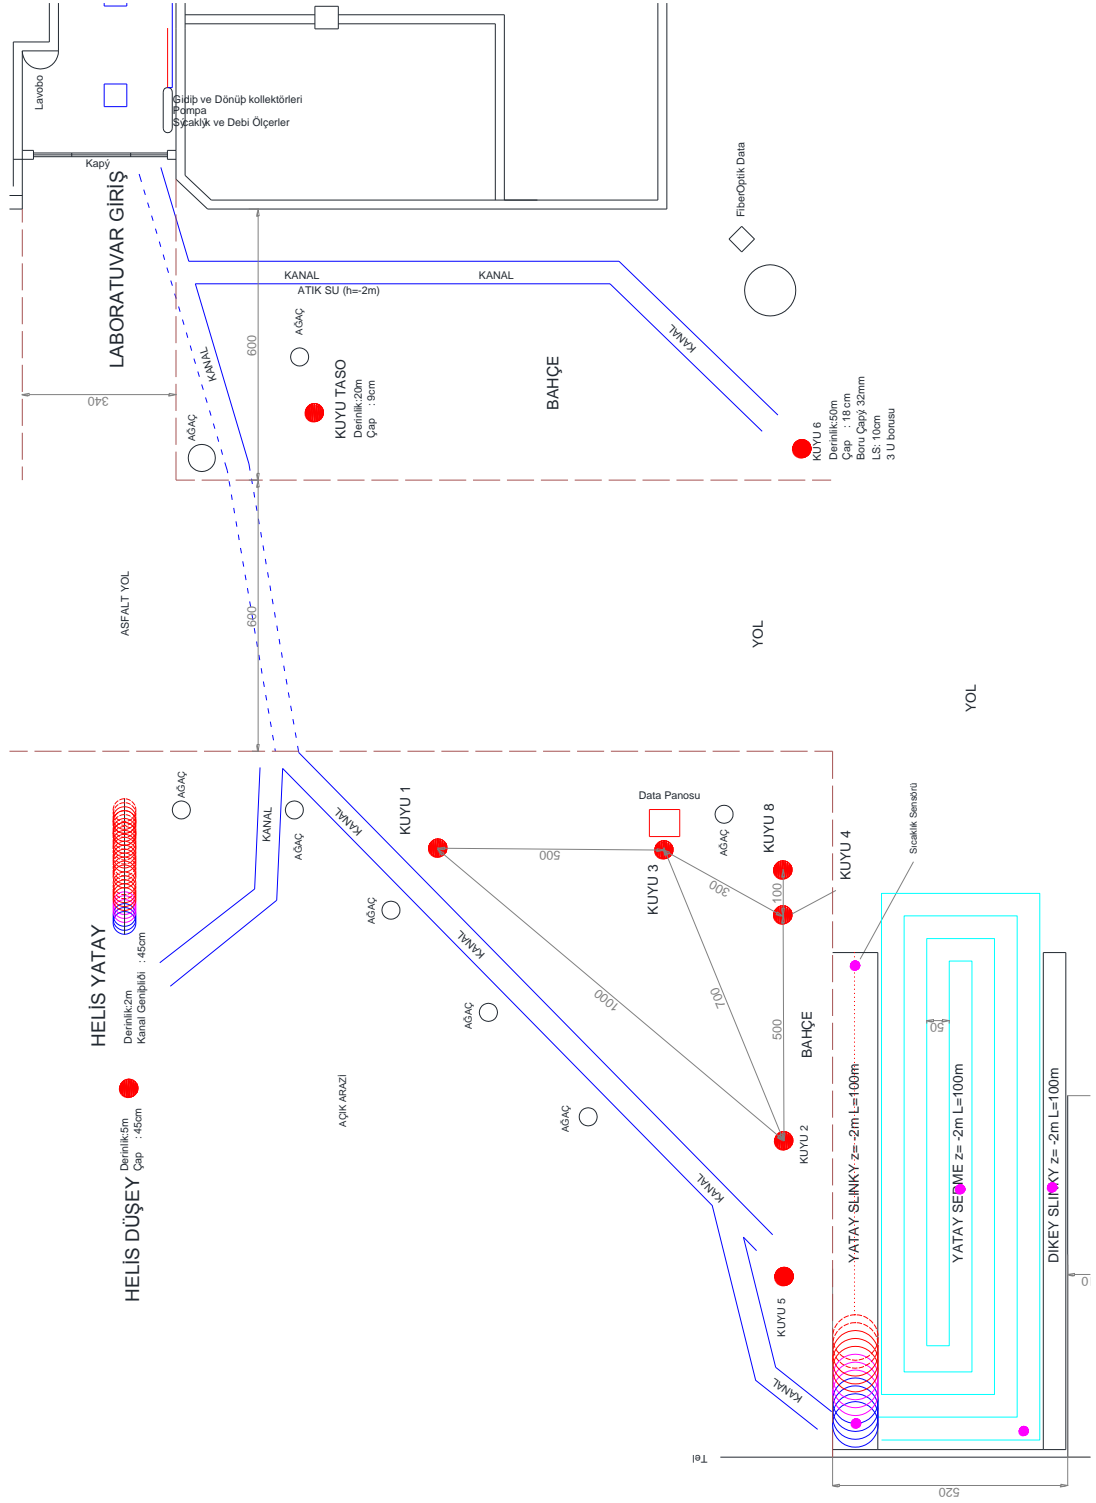 Lavobo
Gidiþ ve Dönüþ kollektörleri
Pompa
Sýcaklýk ve Debi Ölçerler
Kapý
LABORATUVAR GİRİŞ
FiberOptik Data
KANAL
KANAL
ATIK SU (h=-2m)
AĞAÇ
KANAL
600
KANAL
340
KUYU TASO
Derinlik:20m
Çap : 9cm
BAHÇE
AĞAÇ
KUYU 6
Derinlik:50m
Çap : 18 cm
Boru Çapý: 32mm
LS: 10cm
3 U borusu
ASFALT YOL
600
YOL
YOL
AĞAÇ
KANAL
AĞAÇ
KANAL
KUYU 1
Data Panosu
AĞAÇ
KUYU 8
KUYU 4
Sıcaklık Sensörü
500
KUYU 3
300
100
AĞAÇ
HELİS YATAY
Derinlik:2m
Kanal Geniþliði : 45cm
KANAL
1000
700
500
BAHÇE
AĞAÇ
50
HELİS DÜŞEY
Derinlik:5m
Çap : 45cm
AÇIK ARAZİ
AĞAÇ
KUYU 2
KANAL
YATAY SLINKY z= -2m L=100m
YATAY SERME z= -2m L=100m
DIKEY SLINKY z= -2m L=100m
KUYU 5
0
KANAL
Tel
520